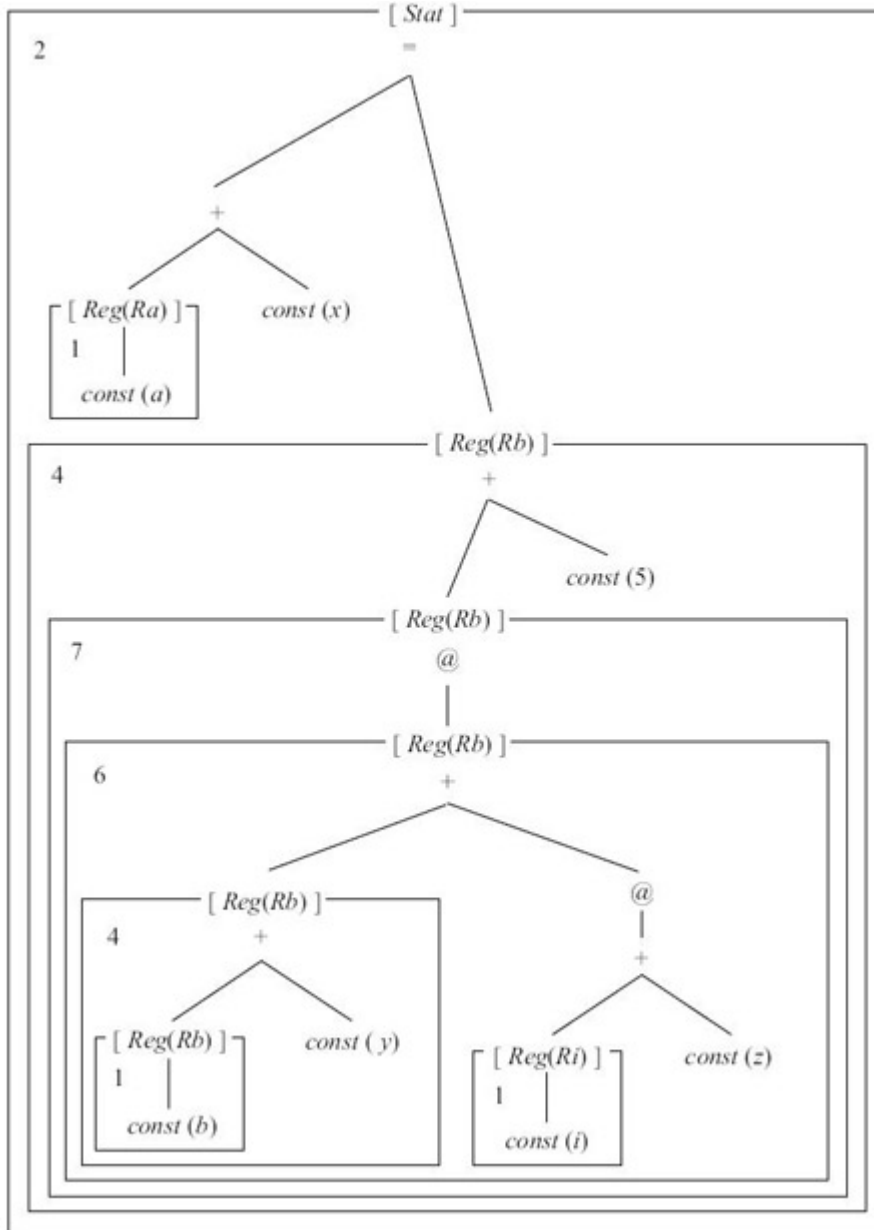 [ Stat ]
2
=
+
[ Reg(Ra) ]
const (x)
1
const (a)
[ Reg(Rb) ]
4
+
const (5)
[ Reg(Rb) ]
7
@
[ Reg(Rb) ]
6
+
[ Reg(Rb) ]
@
4
+
+
[ Reg(Rb) ]
const ( y)
[ Reg(Ri) ]
const (z)
1
1
const (b)
const (i)